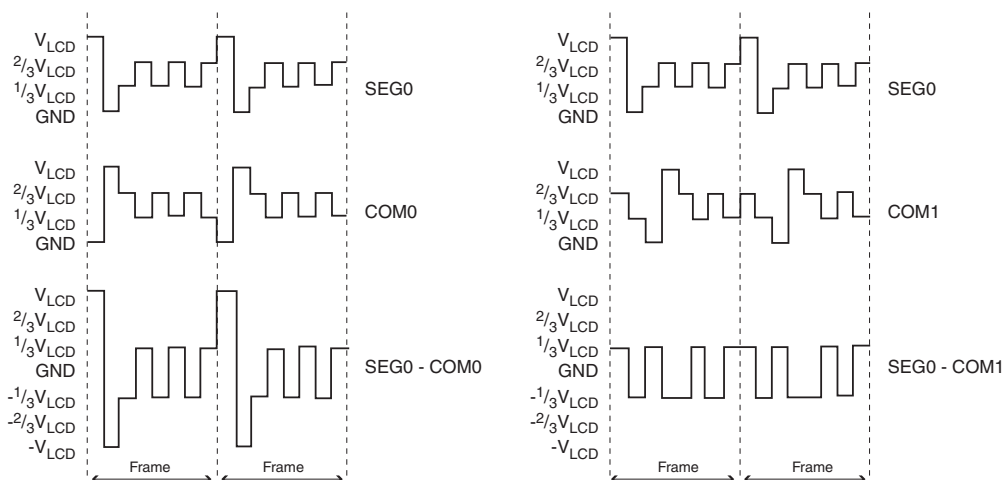 V_LCD
2/3V_LCD
1/3V_LCD
GND
SEG0
V_LCD
2/3V_LCD
1/3V_LCD
GND
COM0
V_LCD
2/3V_LCD
1/3V_LCD
GND
-1/3V_LCD
-2/3V_LCD
-V_LCD
SEG0 - COM0
Frame
Frame
V_LCD
2/3V_LCD
1/3V_LCD
GND
SEG0
V_LCD
2/3V_LCD
1/3V_LCD
GND
COM1
V_LCD
2/3V_LCD
1/3V_LCD
GND
-1/3V_LCD
-2/3V_LCD
-V_LCD
SEG0 - COM1
Frame
Frame